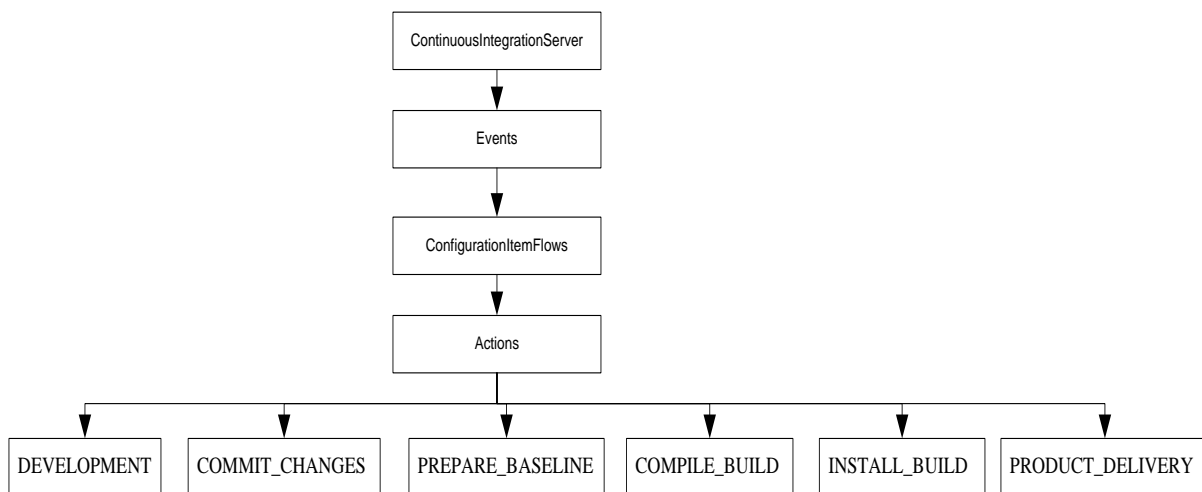 ContinuousIntegrationServer
Events
ConfigurationItemFlows
Actions
DEVELOPMENT
COMMIT_CHANGES
PREPARE_BASELINE
COMPILE_BUILD
INSTALL_BUILD
PRODUCT_DELIVERY